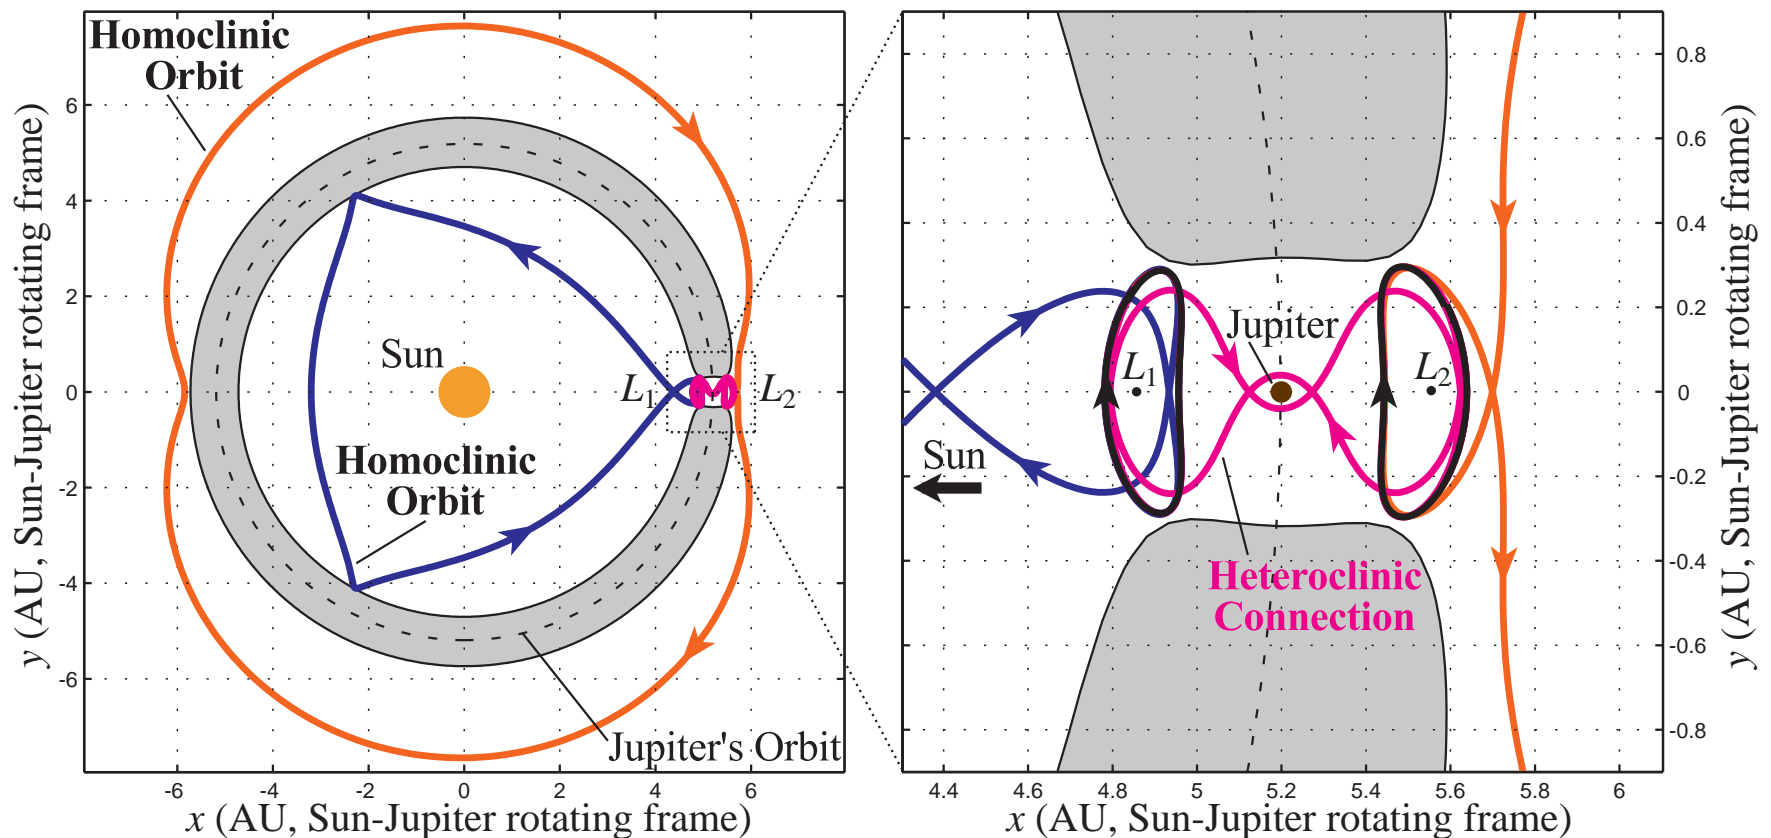 Homoclinic
Orbit
6
4
2
0
-2
-4
-6
y (AU, Sun-Jupiter rotating frame)
Sun
L1
L2
Homoclinic
Orbit
Jupiter's Orbit
-6
-4
-2
0
2
4
6
x (AU, Sun-Jupiter rotating frame)
0.8
0.6
0.4
0.2
0
-0.2
-0.4
-0.6
-0.8
y (AU, Sun-Jupiter rotating frame)
Jupiter
L1
L2
Sun
Heteroclinic
Connection
4.4
4.6
4.8
5
5.2
5.4
5.6
5.8
6
x (AU, Sun-Jupiter rotating frame)